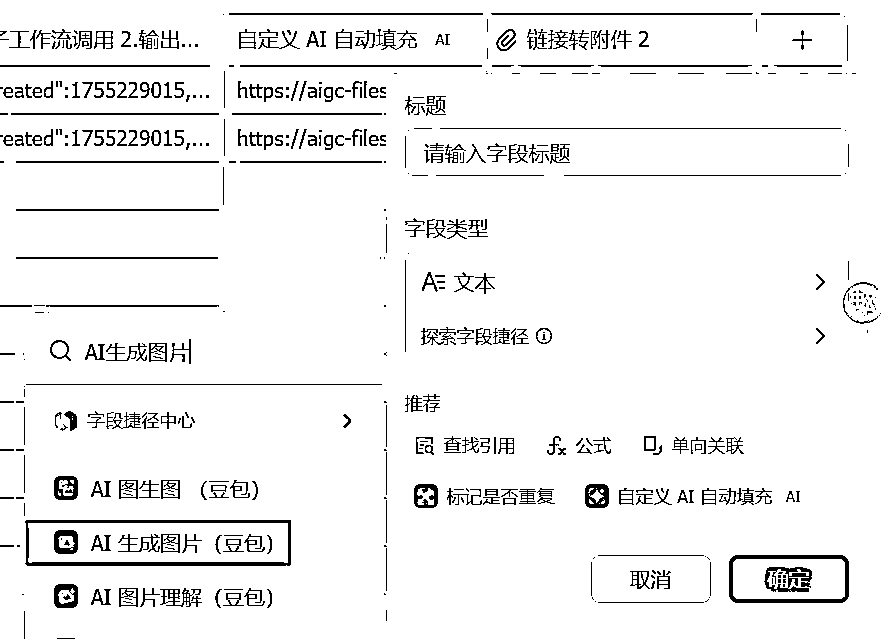 子工作流调用 2.输出... 自定义 AI 自动填充 AI 链接转附件 2
reated":1755229015,... https://aigc-files
reated":1755229015,... https://aigc-files
标题
请输入字段标题
字段类型
文本
探索字段捷径
AI生成图片
字段捷径中心
AI 图生图 (豆包)
AI 生成图片 (豆包)
AI 图片理解 (豆包)
推荐
查找引用 fx 公式 单向关联
标记是否重复 自定义 AI 自动填充 AI
取消 确定